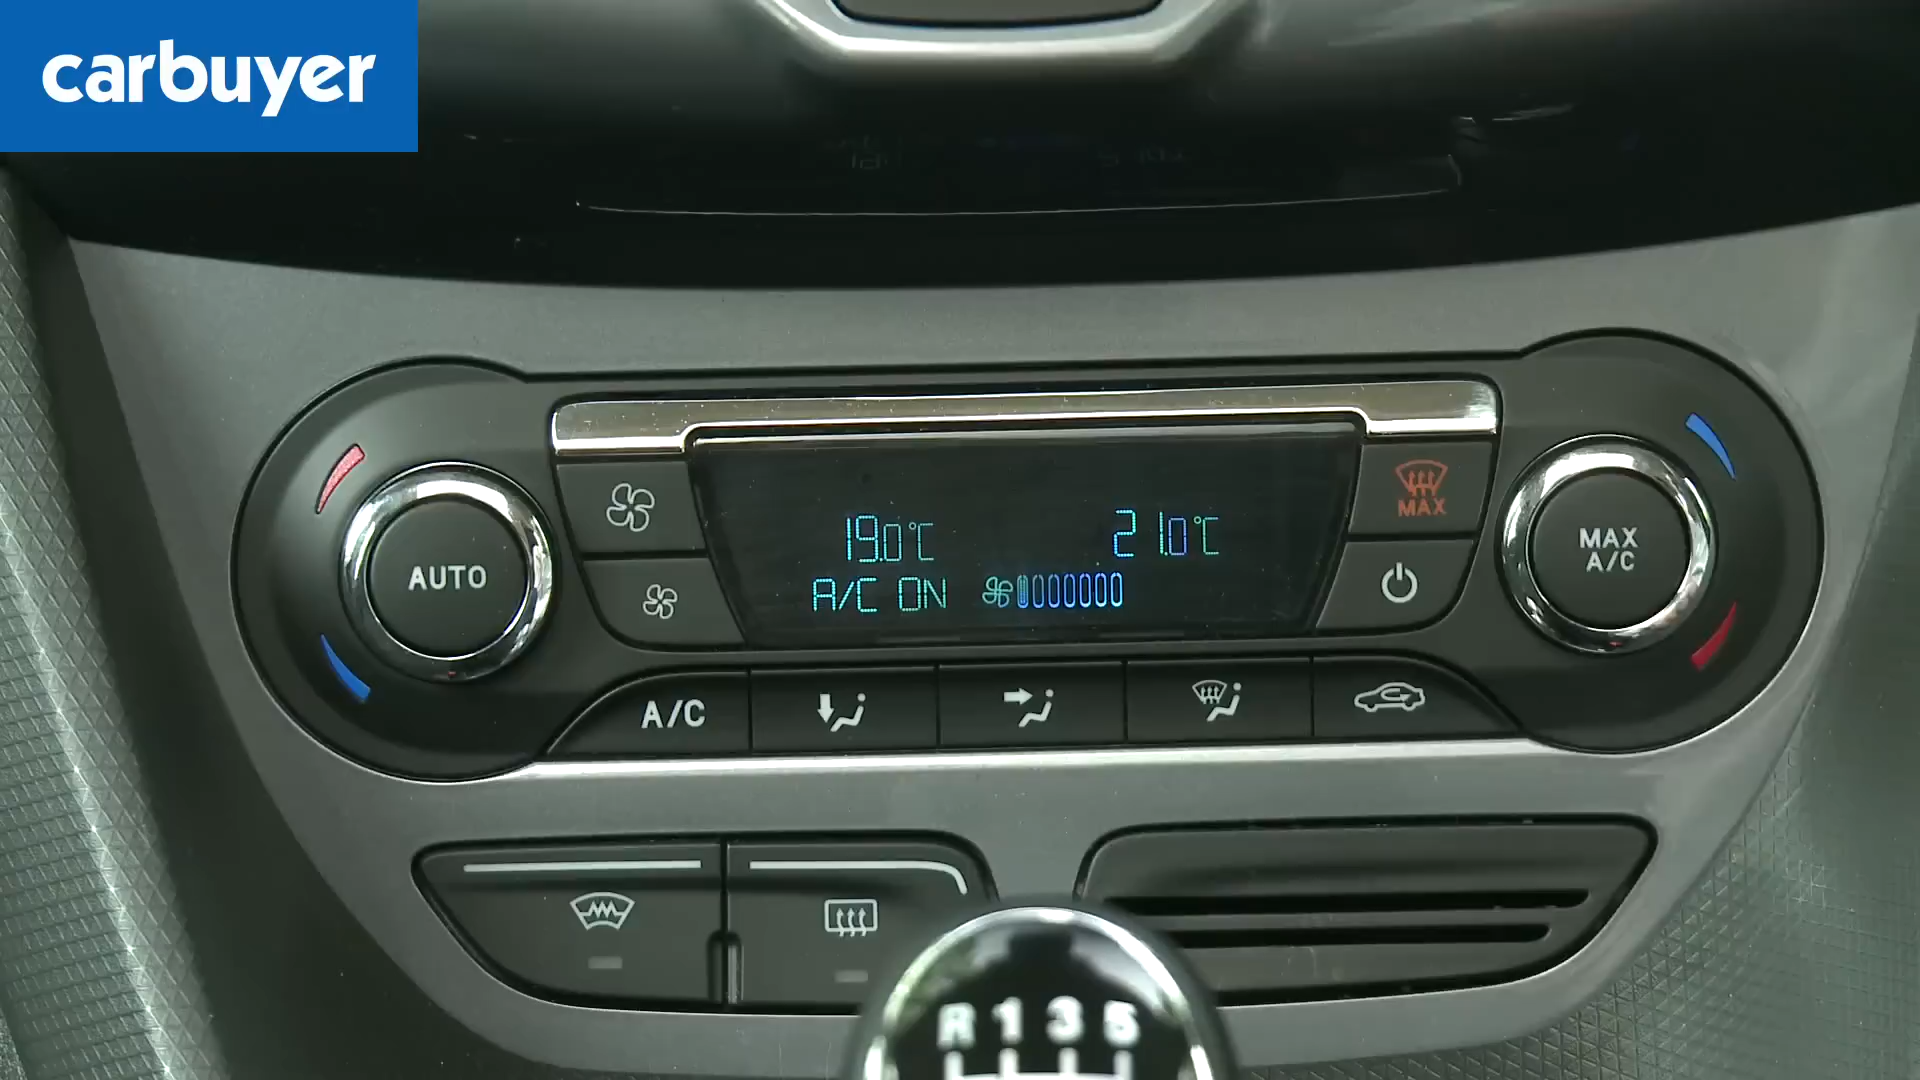 carbuyer
19.0°C 21.0°C
A/C ON
AUTO
MAX
MAX
A/C
A/C
R 1 3 5